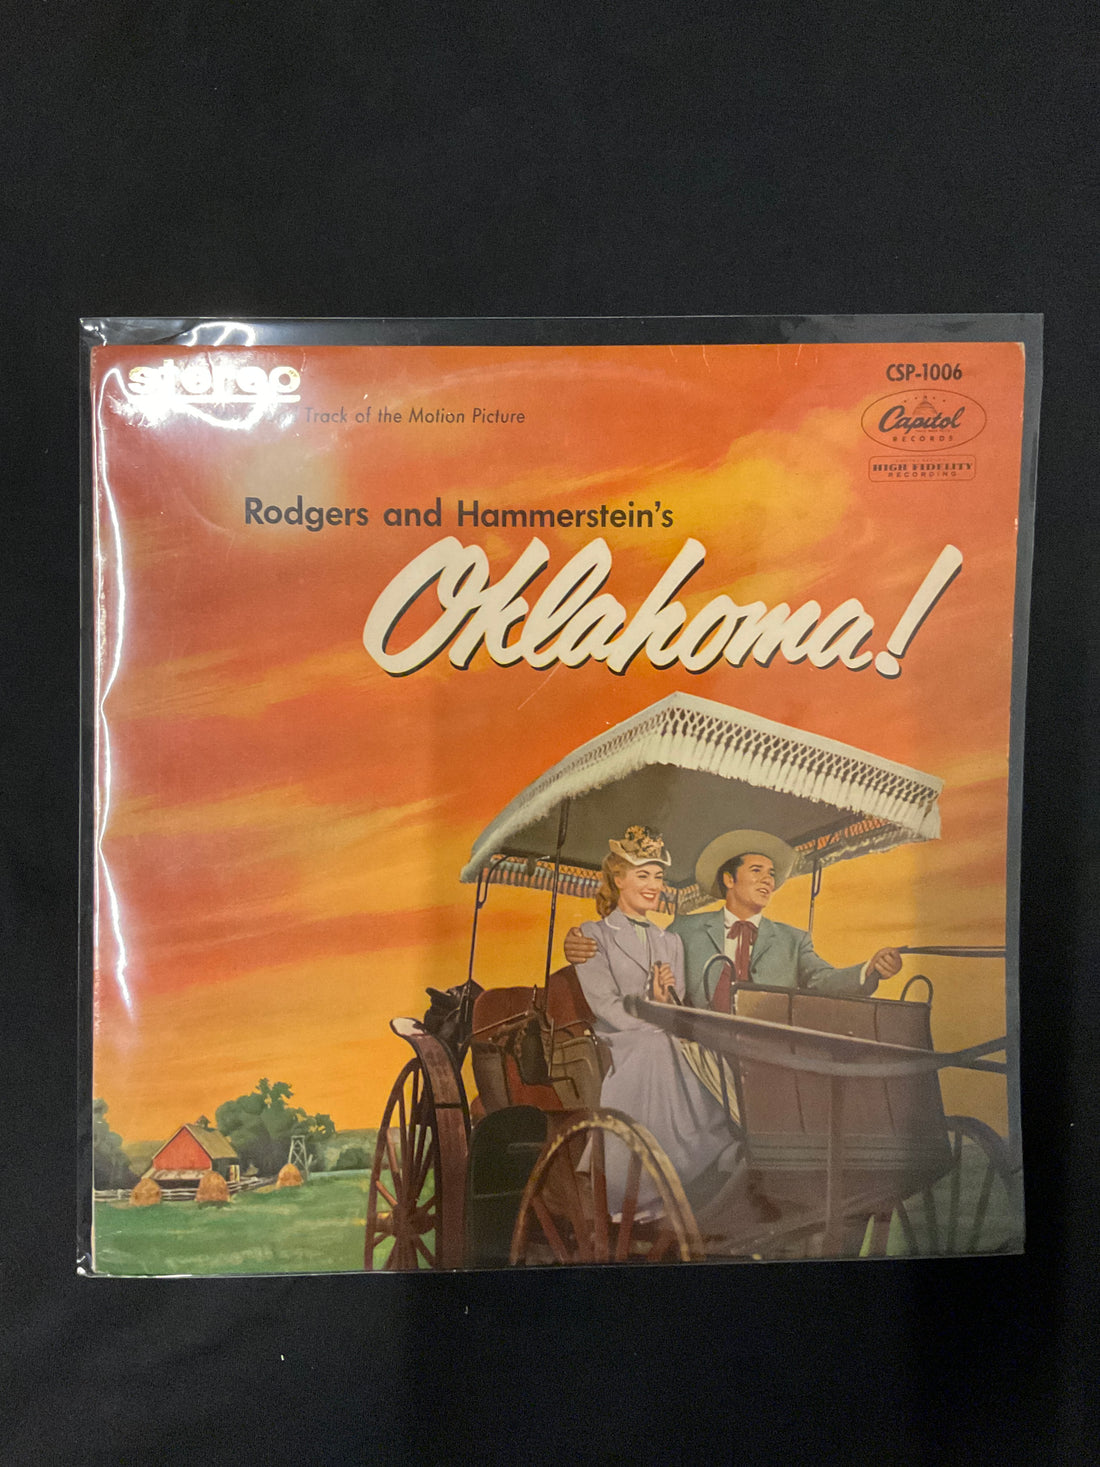 stereo
CSP-1006
Track of the Motion Picture
Capitol
RECORDS
HIGH FIDELITY
RECORDING
Rodgers and Hammerstein's
Oklahoma!